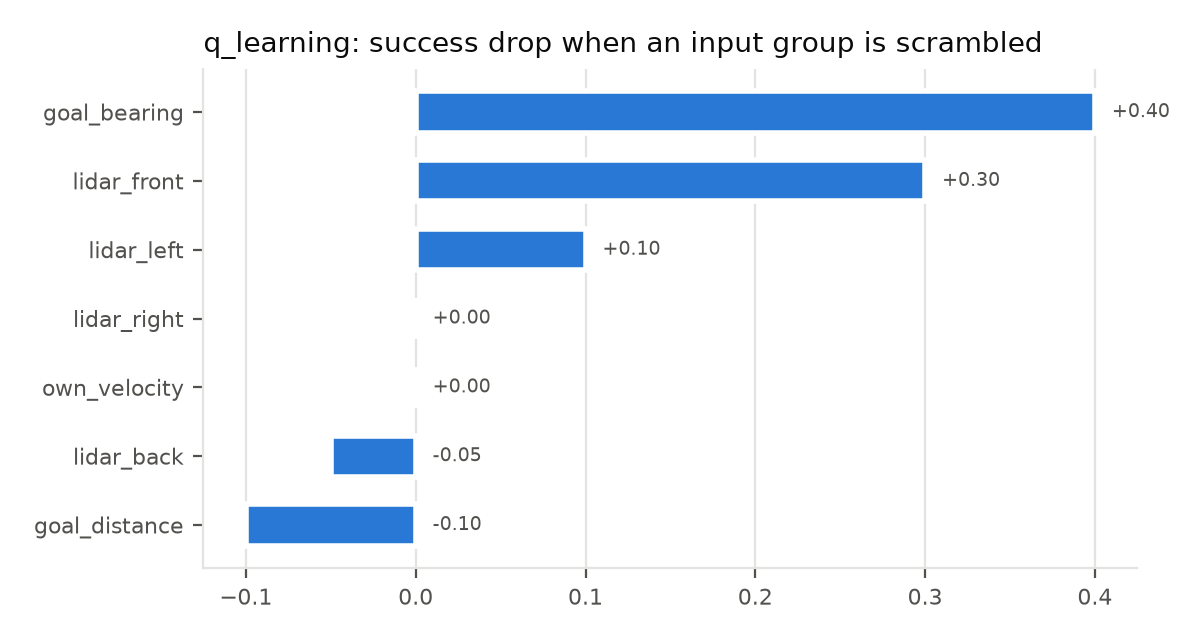 q_learning: success drop when an input group is scrambled
goal_bearing +0.40
lidar_front +0.30
lidar_left +0.10
lidar_right +0.00
own_velocity +0.00
lidar_back -0.05
goal_distance -0.10
−0.1 0.0 0.1 0.2 0.3 0.4